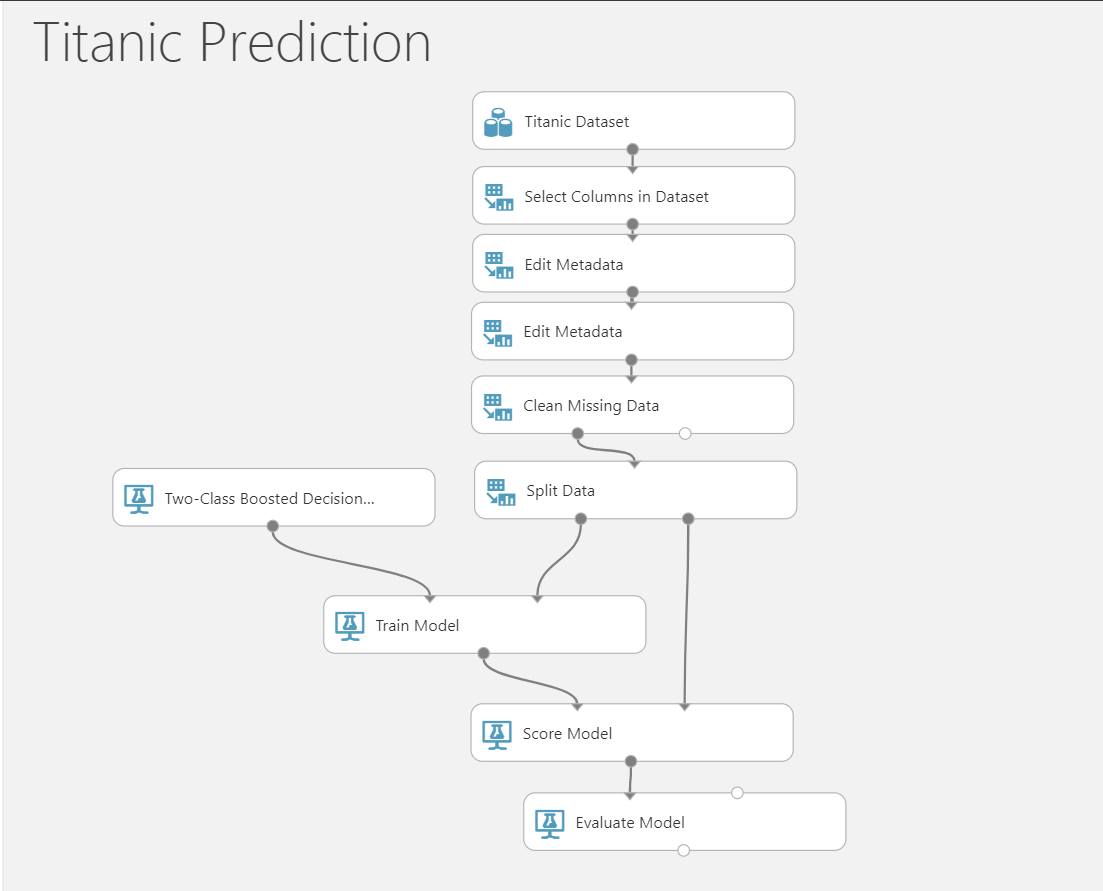 Titanic Prediction
Titanic Dataset
Select Columns in Dataset
Edit Metadata
Edit Metadata
Clean Missing Data
Two-Class Boosted Decision...
Split Data
Train Model
Score Model
Evaluate Model